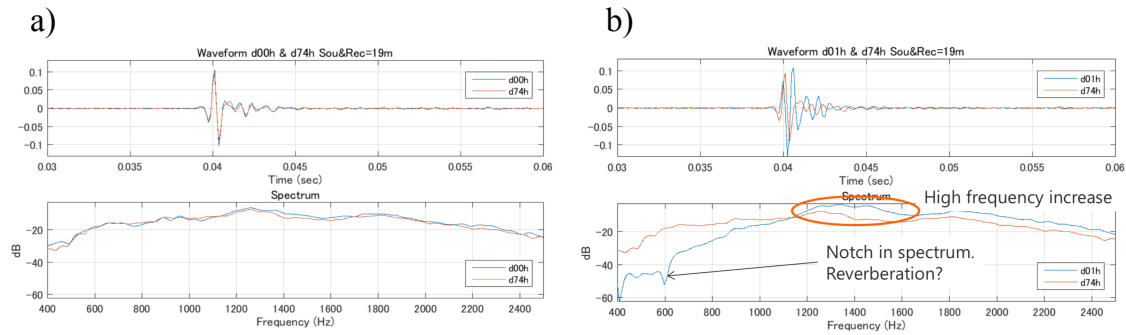 a)
Waveform d00h & d74h Sou&Rec=19m
0.1
0.05
0
-0.05
-0.1
d00h
d74h
0.03 0.04 0.045 0.05 0.055 0.06
Time (sec)
Spectrum
dB
-20
-40
-60
d00h
d74h
400 600 800 1000 1200 1400 1600 1800 2000 2200 2400
Frequency (Hz)
b)
Waveform d01h & d74h Sou&Rec=19m
0.1
0.05
0
-0.05
-0.1
d01h
d74h
0.03 0.04 0.045 0.05 0.055 0.06
Time (sec)
Spectrum
High frequency increase
dB
-20
-40
-60
Notch in spectrum.
Reverberation?
d01h
d74h
400 600 800 1000 1200 1400 1600 1800 2000 2200 2400
Frequency (Hz)